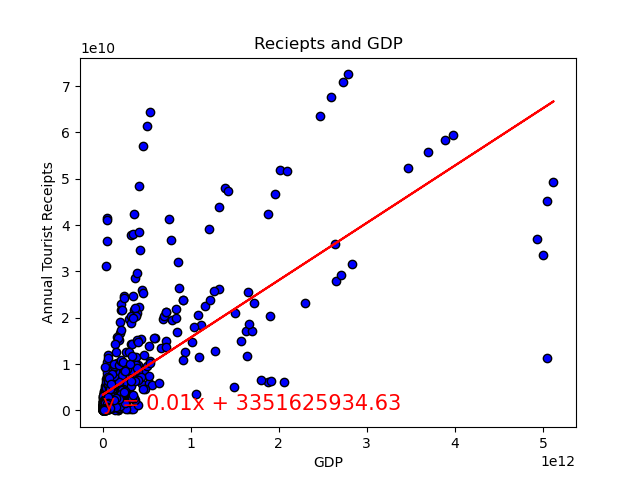 Reciepts and GDP
1e10
7
6
5
4
3
2
1
0
Annual Tourist Receipts
y = 0.01x + 3351625934.63
0 1 2 3 4 5
1e12
GDP